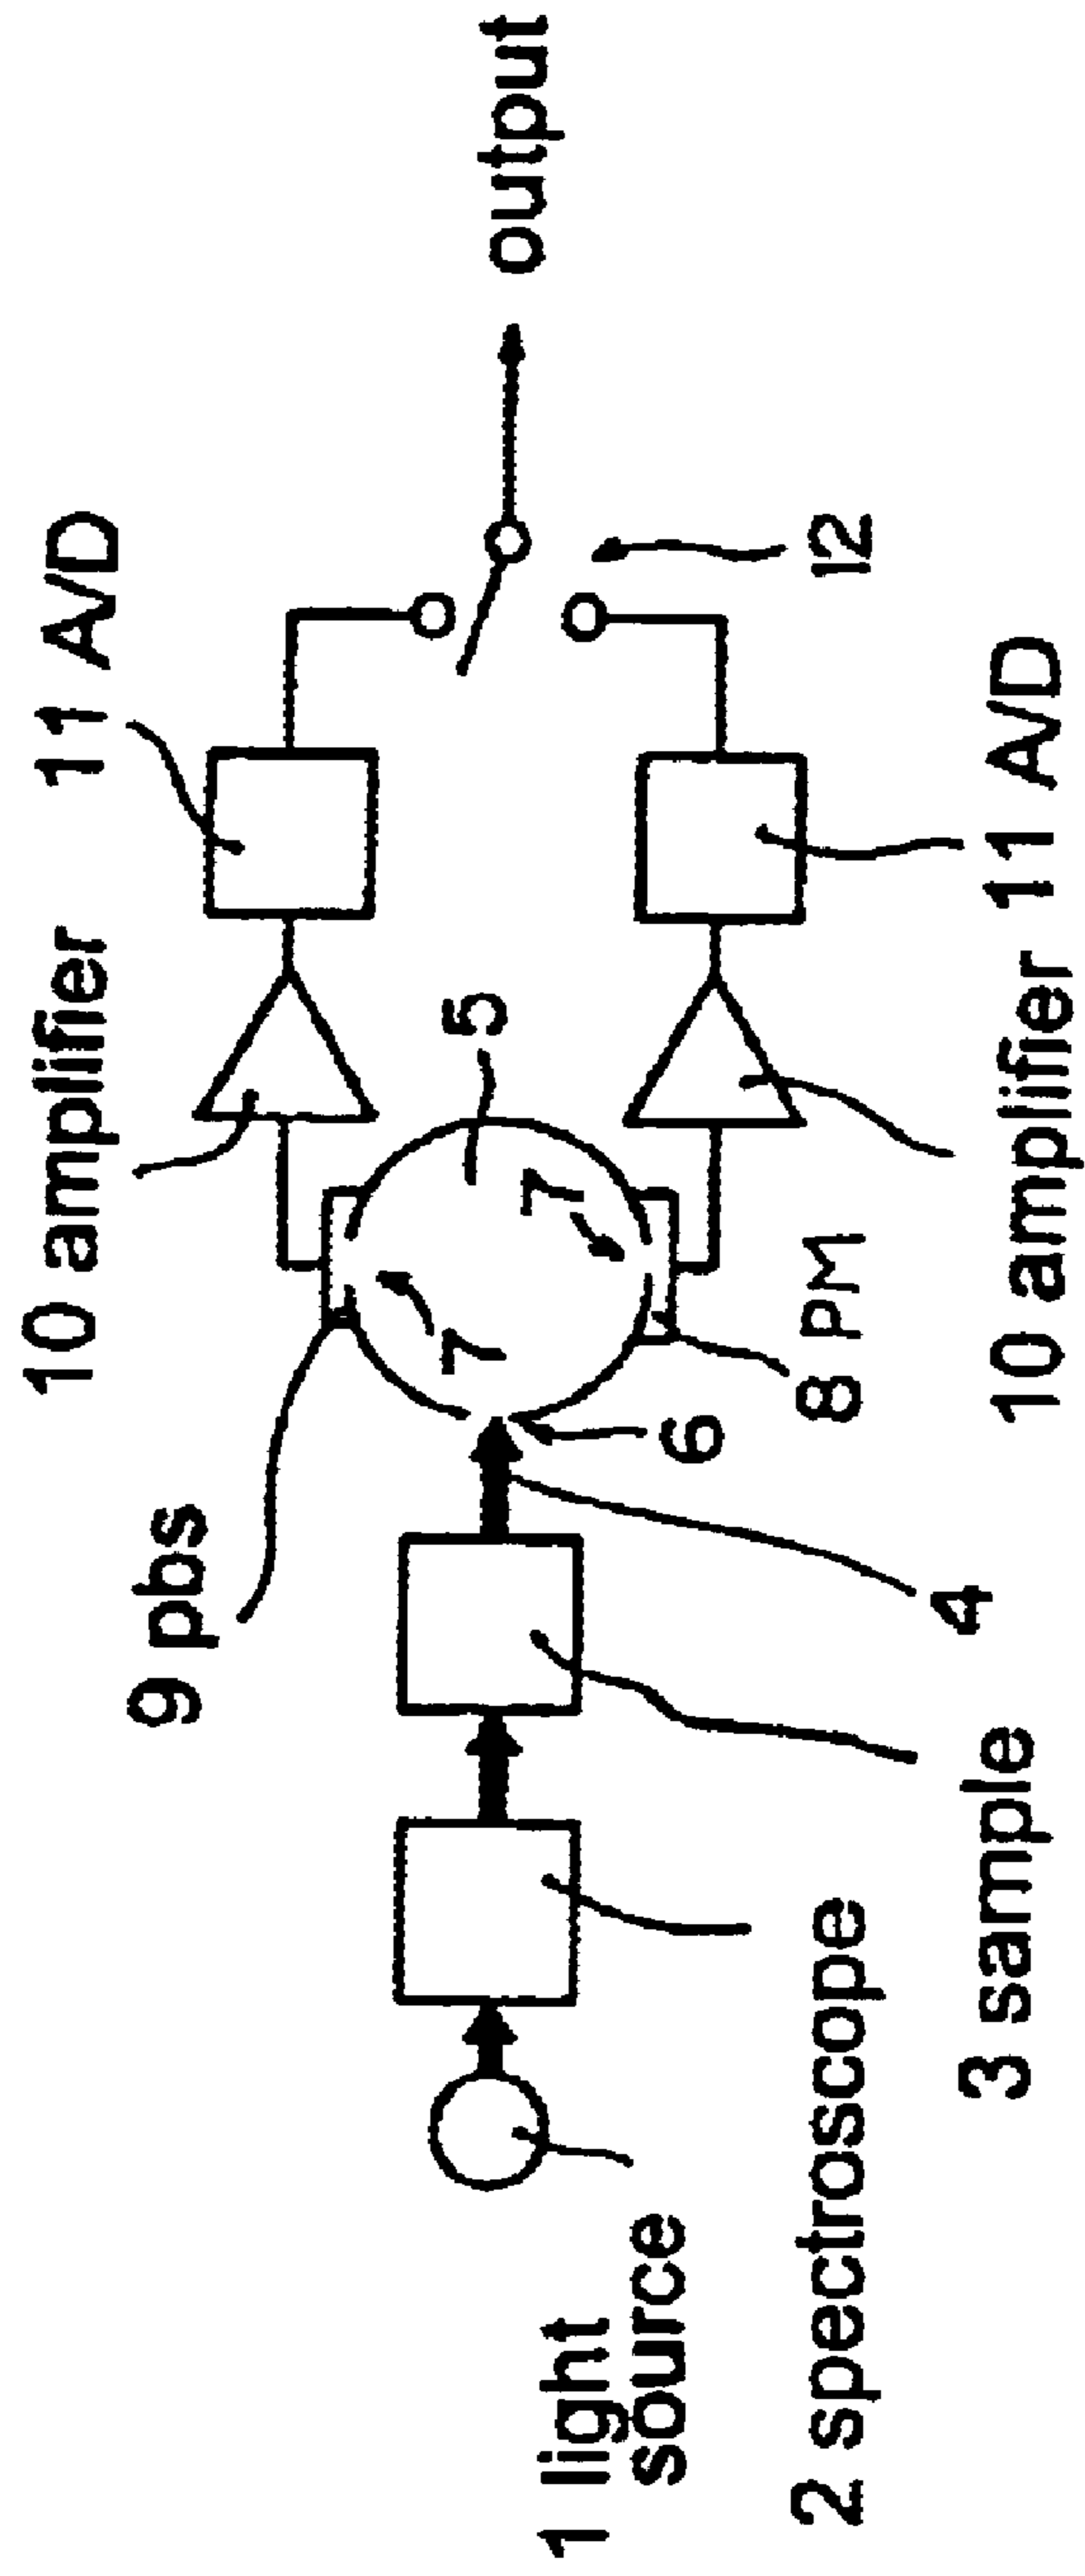 10 amplifier
11 A/D
9 pbs
5
7
7
output
6
8 PM
12
4
1 light
source
2 spectroscope
3 sample
10 amplifier
11 A/D